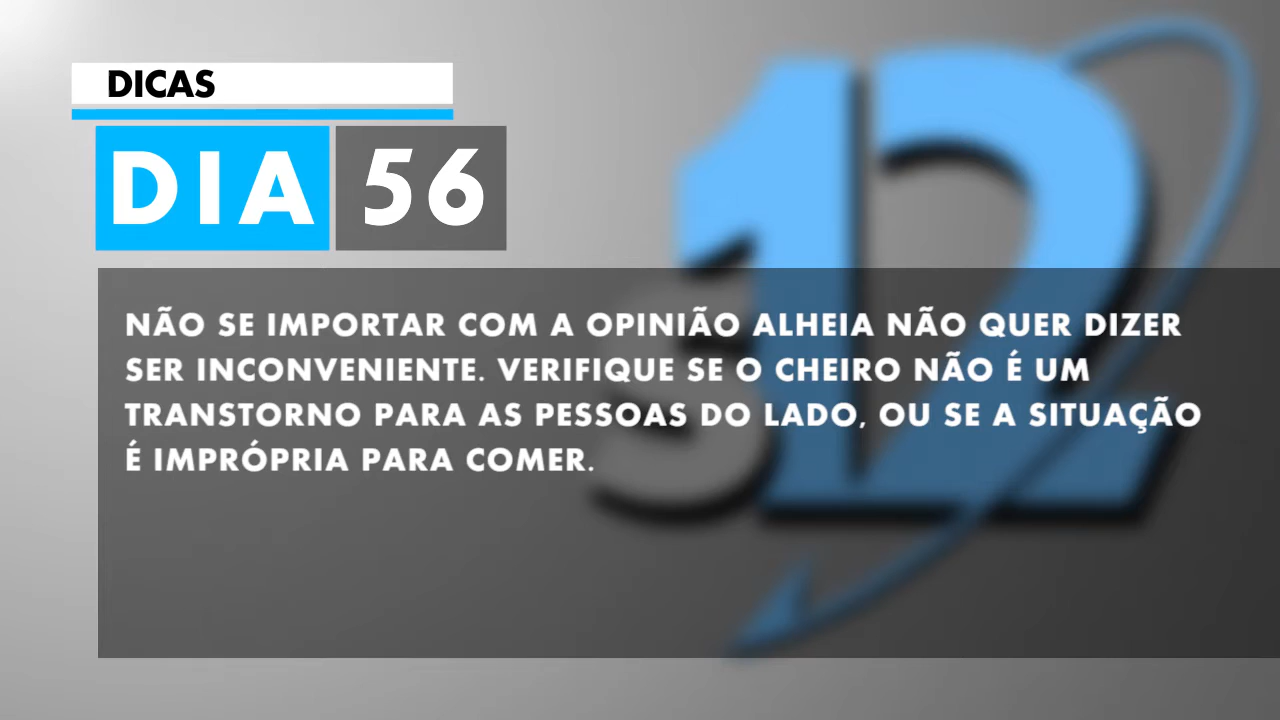 DICAS
DIA 56
NÃO SE IMPORTAR COM A OPINIÃO ALHEIA NÃO QUER DIZER
SER INCONVENIENTE. VERIFIQUE SE O CHEIRO NÃO É UM
TRANSTORNO PARA AS PESSOAS DO LADO, OU SE A SITUAÇÃO
É IMPRÓPRIA PARA COMER.
S12